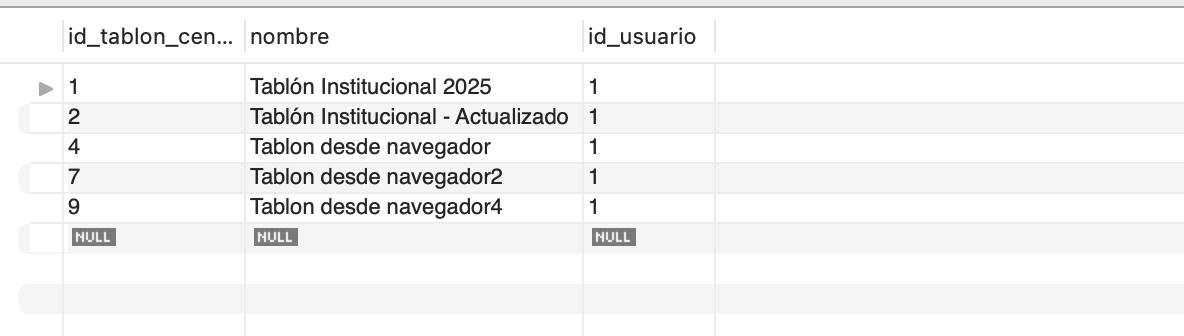 id_tablon_cen... nombre id_usuario
1 Tablón Institucional 2025 1
2 Tablón Institucional - Actualizado 1
4 Tablon desde navegador 1
7 Tablon desde navegador2 1
9 Tablon desde navegador4 1
NULL NULL NULL